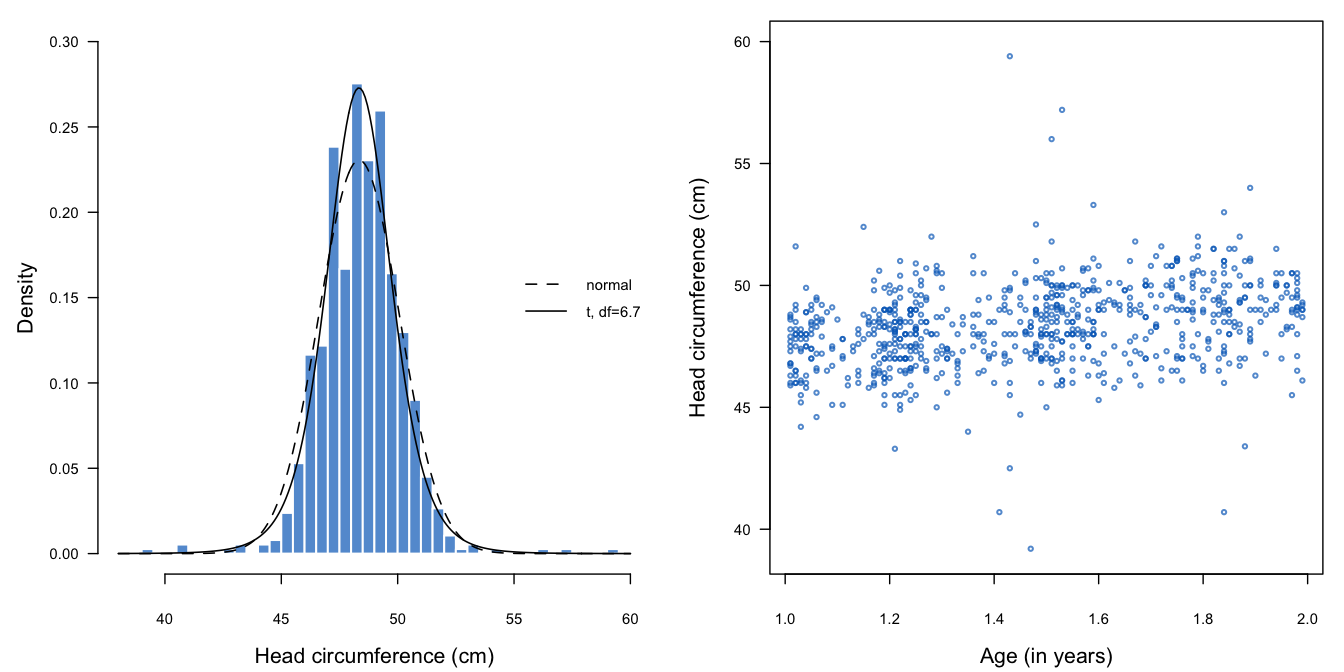 0.30
0.25
0.20
0.15
0.10
0.05
0.00
Density
40 45 50 55 60
Head circumference (cm)
normal
t, df=6.7
60
55
50
45
40
Head circumference (cm)
1.0 1.2 1.4 1.6 1.8 2.0
Age (in years)